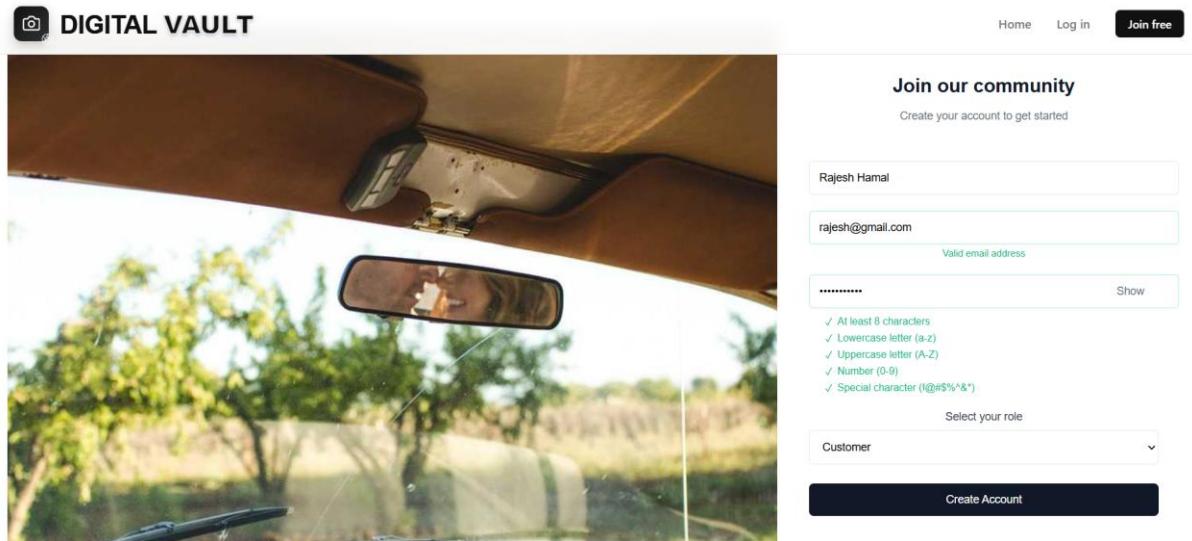 DIGITAL VAULT
Home Log in Join free
Join our community
Create your account to get started
Rajesh Hamal
rajesh@gmail.com
Valid email address
••••••••••• Show
✓ At least 8 characters
✓ Lowercase letter (a-z)
✓ Uppercase letter (A-Z)
✓ Number (0-9)
✓ Special character (!@#$%^&*)
Select your role
Customer
Create Account